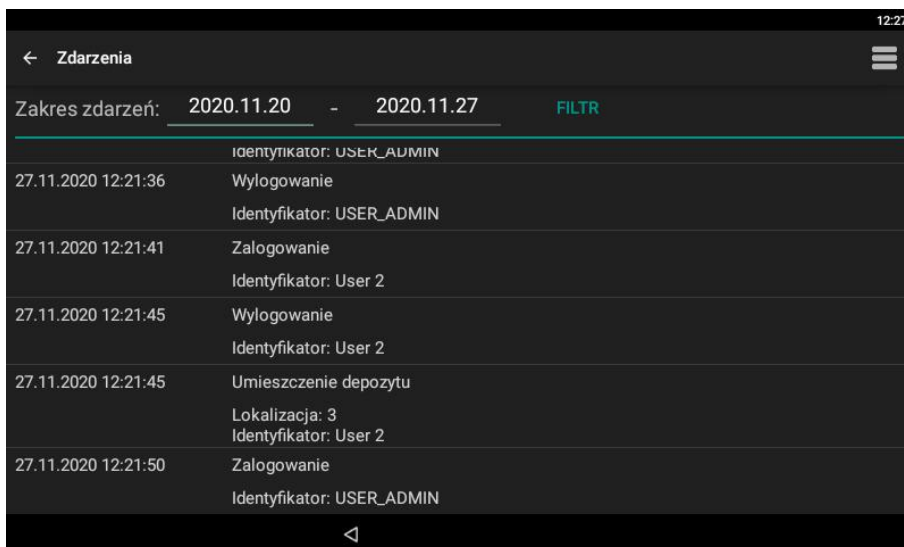 12:27
Zdarzenia
Zakres zdarzeń: 2020.11.20 - 2020.11.27 FILTR
Identyfikator: USER_ADMIN
27.11.2020 12:21:36 Wylogowanie
Identyfikator: USER_ADMIN
27.11.2020 12:21:41 Zalogowanie
Identyfikator: User 2
27.11.2020 12:21:45 Wylogowanie
Identyfikator: User 2
27.11.2020 12:21:45 Umieszczenie depozytu
Lokalizacja: 3
Identyfikator: User 2
27.11.2020 12:21:50 Zalogowanie
Identyfikator: USER_ADMIN